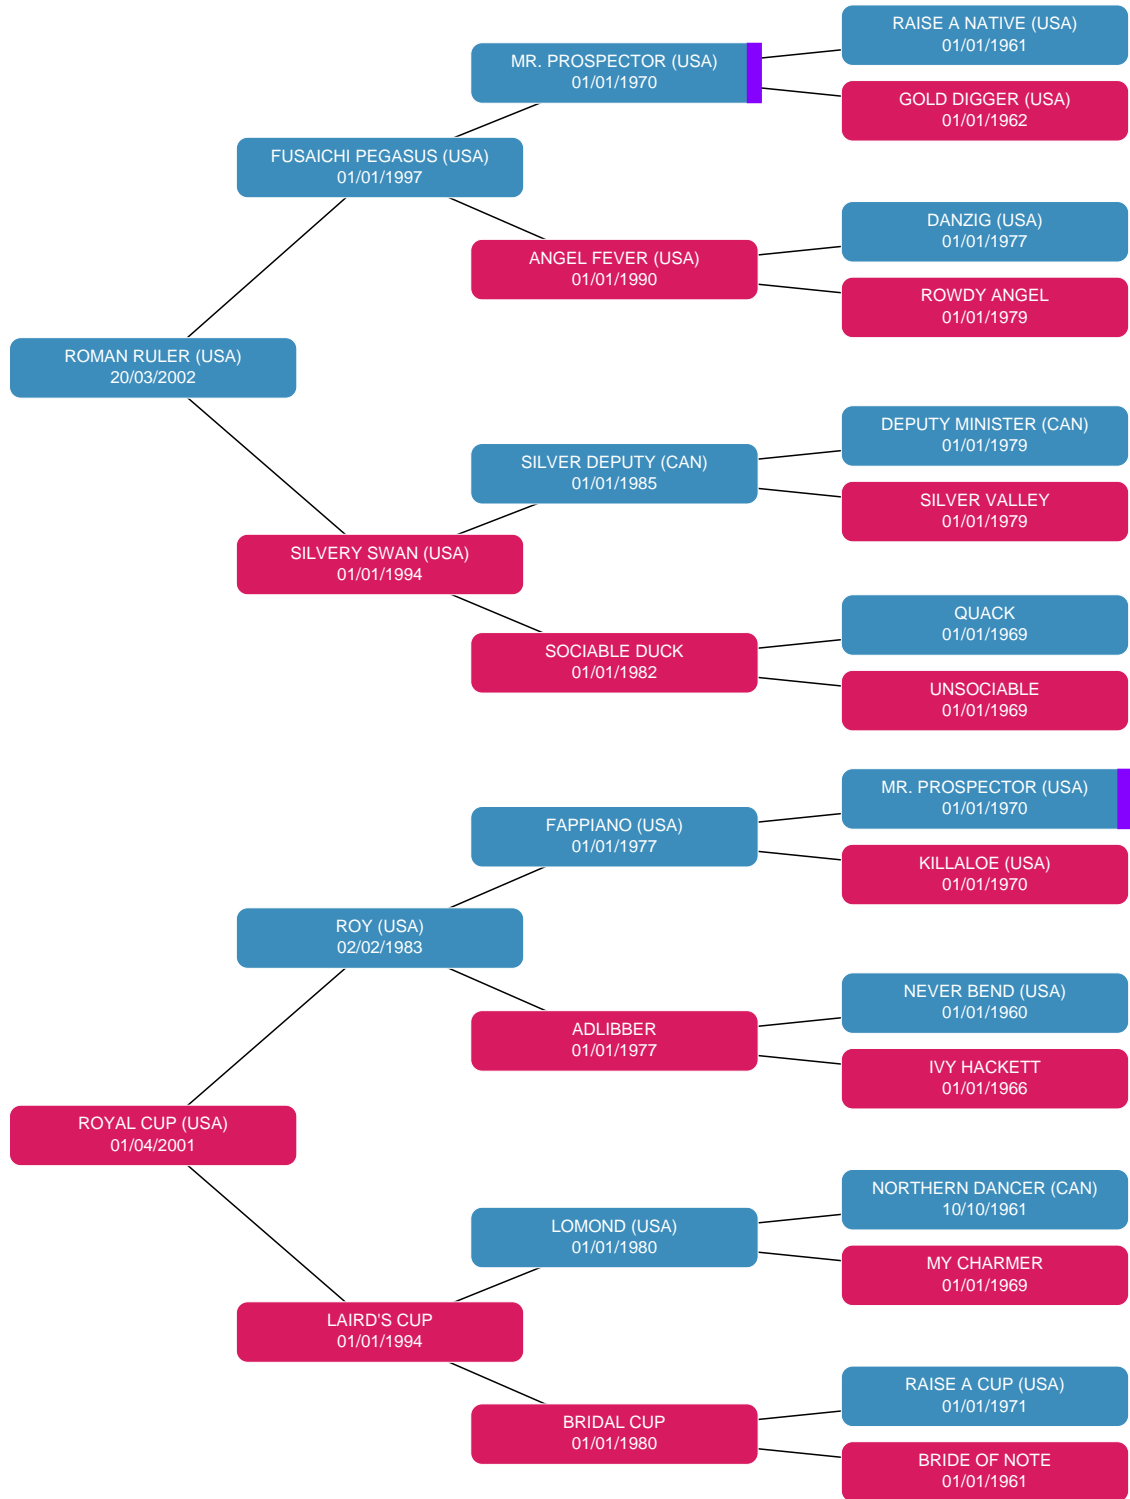 RAISE A NATIVE (USA)
01/01/1961
MR. PROSPECTOR (USA)
01/01/1970
GOLD DIGGER (USA)
01/01/1962
FUSAICHI PEGASUS (USA)
01/01/1997
DANZIG (USA)
01/01/1977
ANGEL FEVER (USA)
01/01/1990
ROWDY ANGEL
01/01/1979
ROMAN RULER (USA)
20/03/2002
DEPUTY MINISTER (CAN)
01/01/1979
SILVER DEPUTY (CAN)
01/01/1985
SILVER VALLEY
01/01/1979
SILVERY SWAN (USA)
01/01/1994
QUACK
01/01/1969
SOCIABLE DUCK
01/01/1982
UNSOCIABLE
01/01/1969
MR. PROSPECTOR (USA)
01/01/1970
FAPPIANO (USA)
01/01/1977
KILLALOE (USA)
01/01/1970
ROY (USA)
02/02/1983
NEVER BEND (USA)
01/01/1960
ADLIBBER
01/01/1977
IVY HACKETT
01/01/1966
ROYAL CUP (USA)
01/04/2001
NORTHERN DANCER (CAN)
10/10/1961
LOMOND (USA)
01/01/1980
MY CHARMER
01/01/1969
LAIRD'S CUP
01/01/1994
RAISE A CUP (USA)
01/01/1971
BRIDAL CUP
01/01/1980
BRIDE OF NOTE
01/01/1961